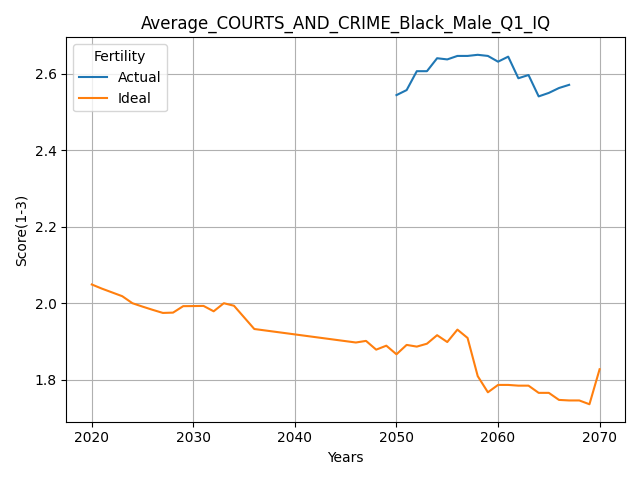 Average_COURTS_AND_CRIME_Black_Male_Q1_IQ
Fertility
Actual
Ideal
2.6
2.4
2.2
2.0
1.8
Score(1-3)
2020 2030 2040 2050 2060 2070
Years